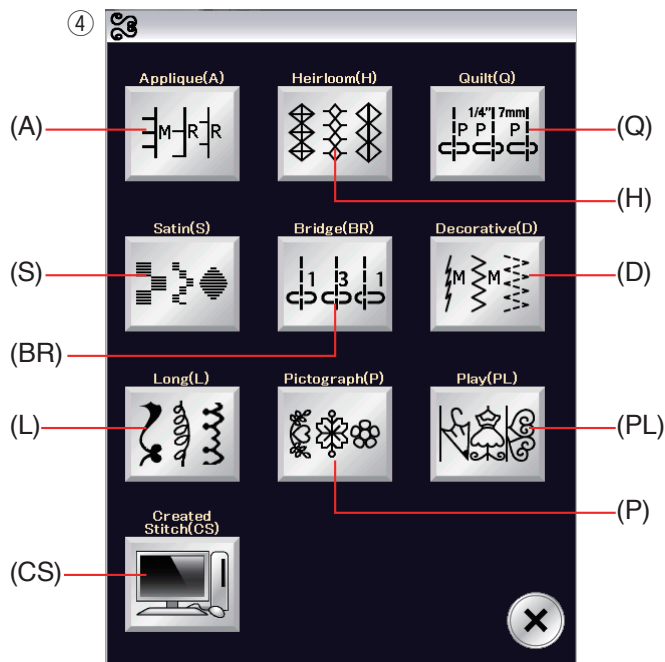 ④
Applique(A) Heirloom(H) Quilt(Q)
(A) M R R 1/4" 7mm P P P (Q)
(H)
Satin(S) Bridge(BR) Decorative(D)
(S) 1 3 1 M M (D)
(BR)
Long(L) Pictograph(P) Play(PL)
(L) (PL)
(P)
Created
Stitch(CS)
(CS)